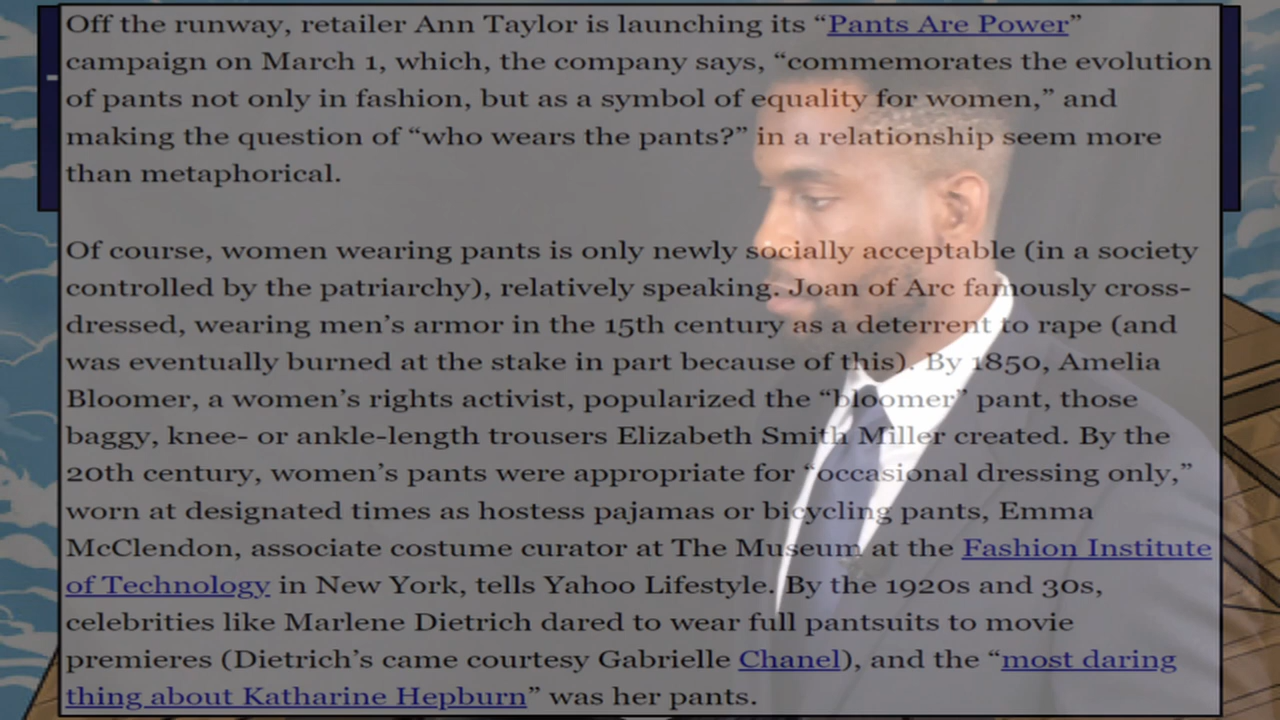 Off the runway, retailer Ann Taylor is launching its “Pants Are Power”
campaign on March 1, which, the company says, “commemorates the evolution
of pants not only in fashion, but as a symbol of equality for women,” and
making the question of “who wears the pants?” in a relationship seem more
than metaphorical.
Of course, women wearing pants is only newly socially acceptable (in a society
controlled by the patriarchy), relatively speaking. Joan of Arc famously cross-
dressed, wearing men’s armor in the 15th century as a deterrent to rape (and
was eventually burned at the stake in part because of this). By 1850, Amelia
Bloomer, a women’s rights activist, popularized the “bloomer” pant, those
baggy, knee- or ankle-length trousers Elizabeth Smith Miller created. By the
20th century, women’s pants were appropriate for “occasional dressing only,”
worn at designated times as hostess pajamas or bicycling pants, Emma
McClendon, associate costume curator at The Museum at the Fashion Institute
of Technology in New York, tells Yahoo Lifestyle. By the 1920s and 30s,
celebrities like Marlene Dietrich dared to wear full pantsuits to movie
premieres (Dietrich’s came courtesy Gabrielle Chanel), and the “most daring
thing about Katharine Hepburn” was her pants.